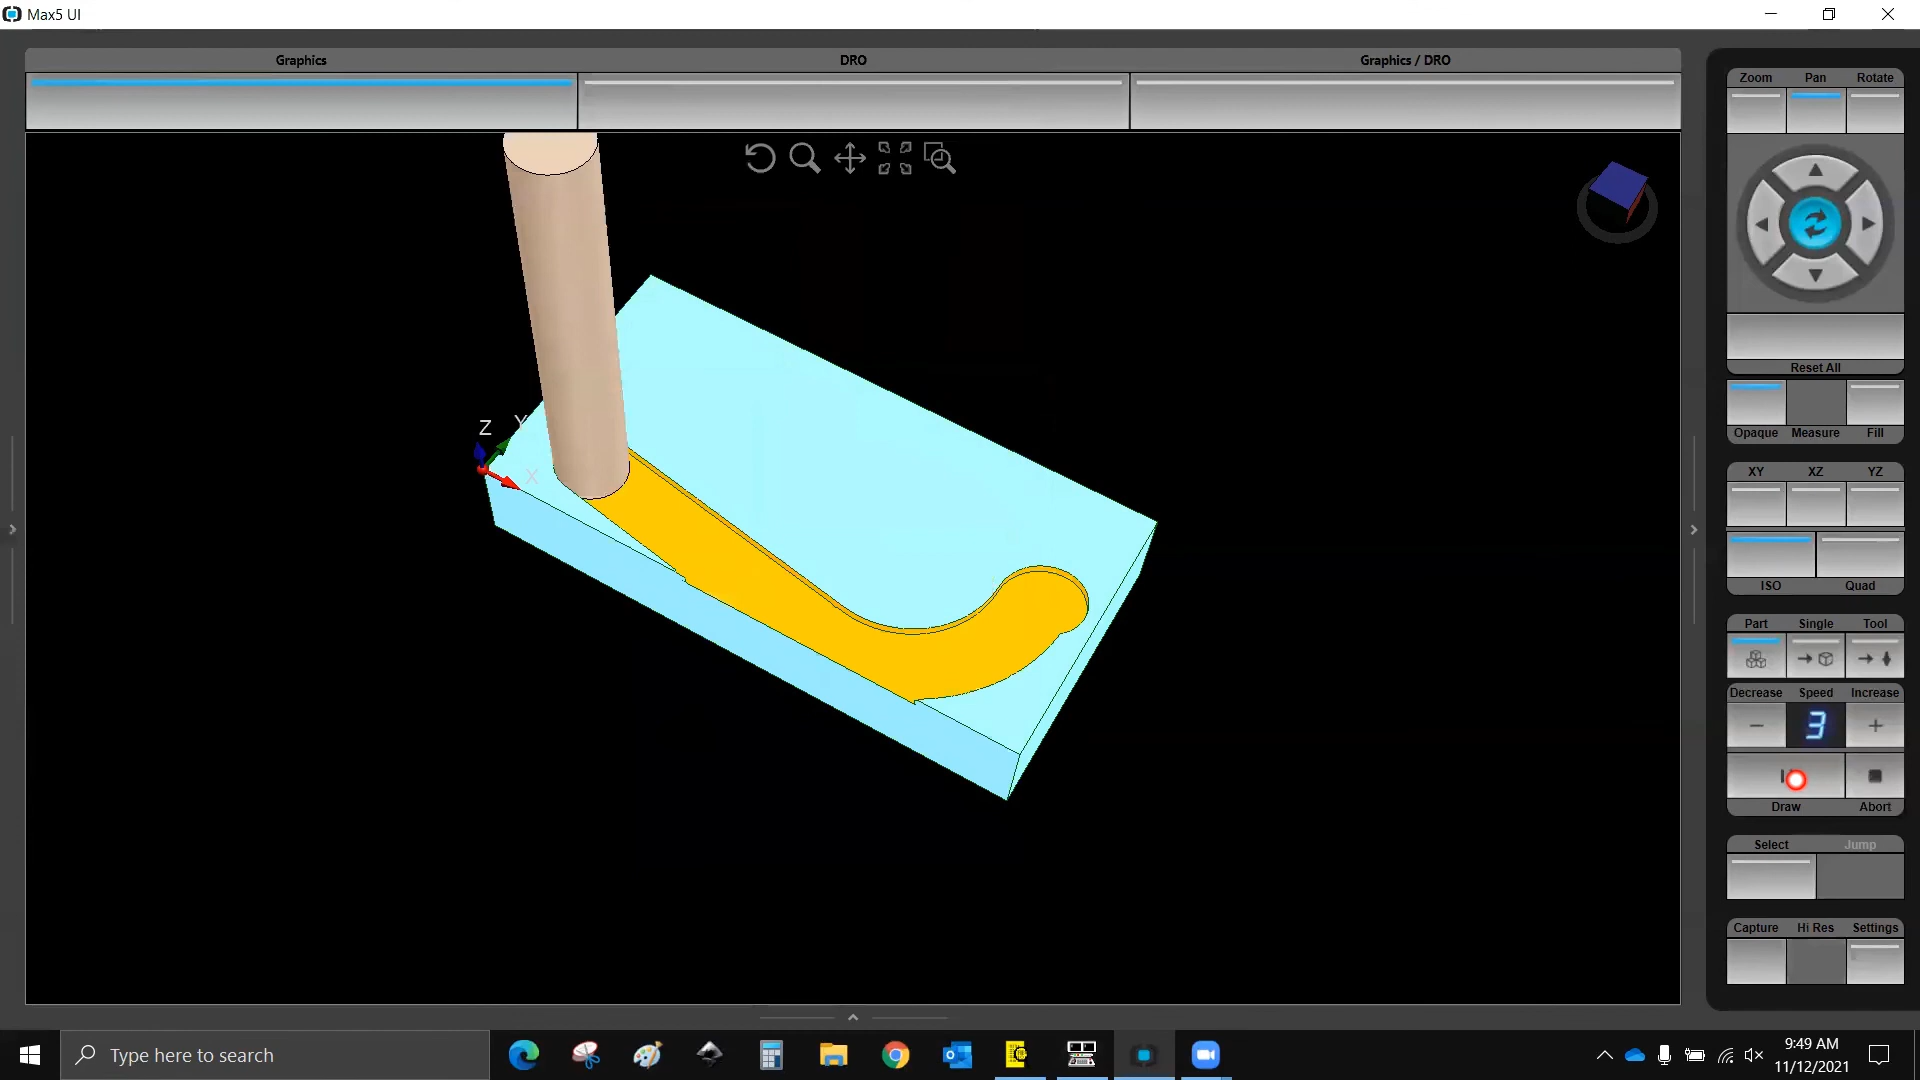 Max5 UI
Graphics
DRO
Graphics / DRO
Zoom Pan Rotate
Reset All
Opaque Measure Fill
XY XZ YZ
ISO Quad
Part Single Tool
Decrease Speed Increase
3
Draw Abort
Select Jump
Capture Hi Res Settings
Z Y
X
Type here to search
9:49 AM
11/12/2021